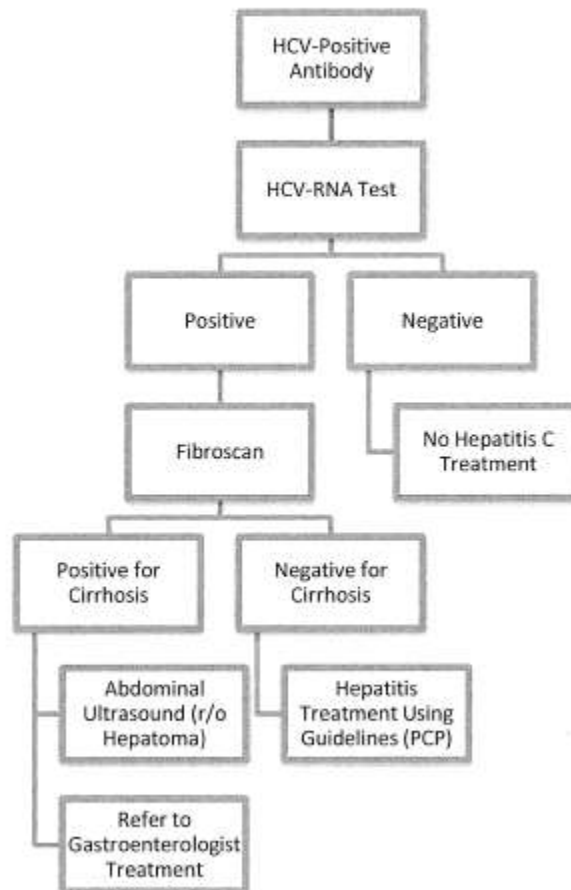 HCV-Positive
Antibody
HCV-RNA Test
Positive
Negative
Fibroscan
No Hepatitis C
Treatment
Positive for
Cirrhosis
Negative for
Cirrhosis
Abdominal
Ultrasound (r/o
Hepatoma)
Hepatitis
Treatment Using
Guidelines (PCP)
Refer to
Gastroenterologist
Treatment